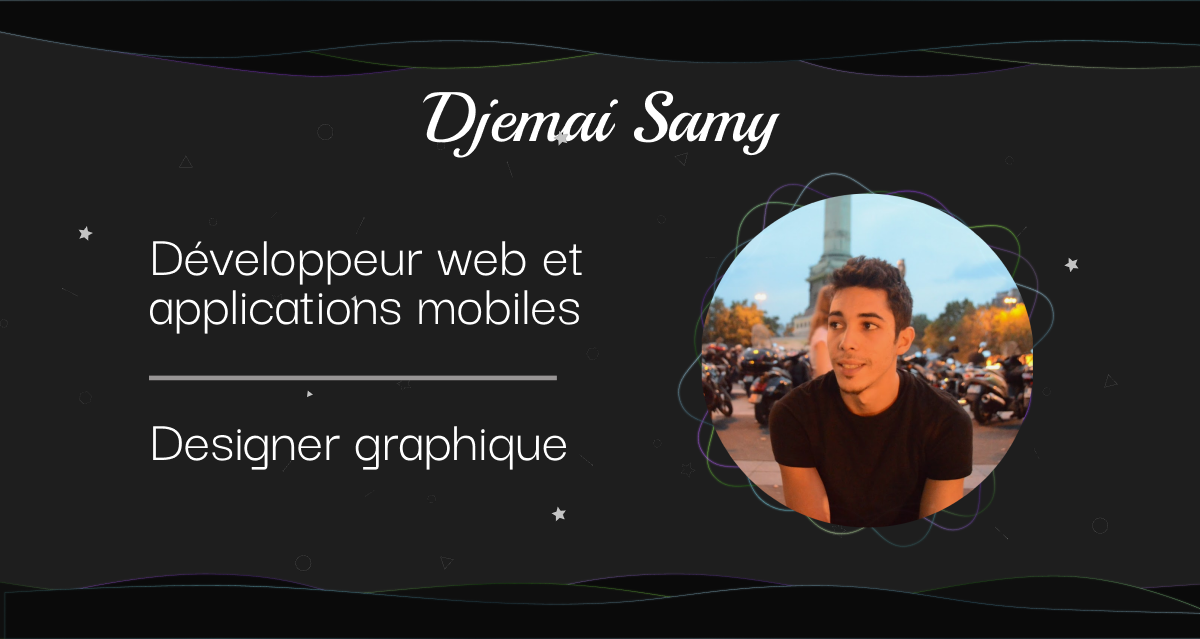 Djemai Samy
Développeur web et
applications mobiles
Designer graphique